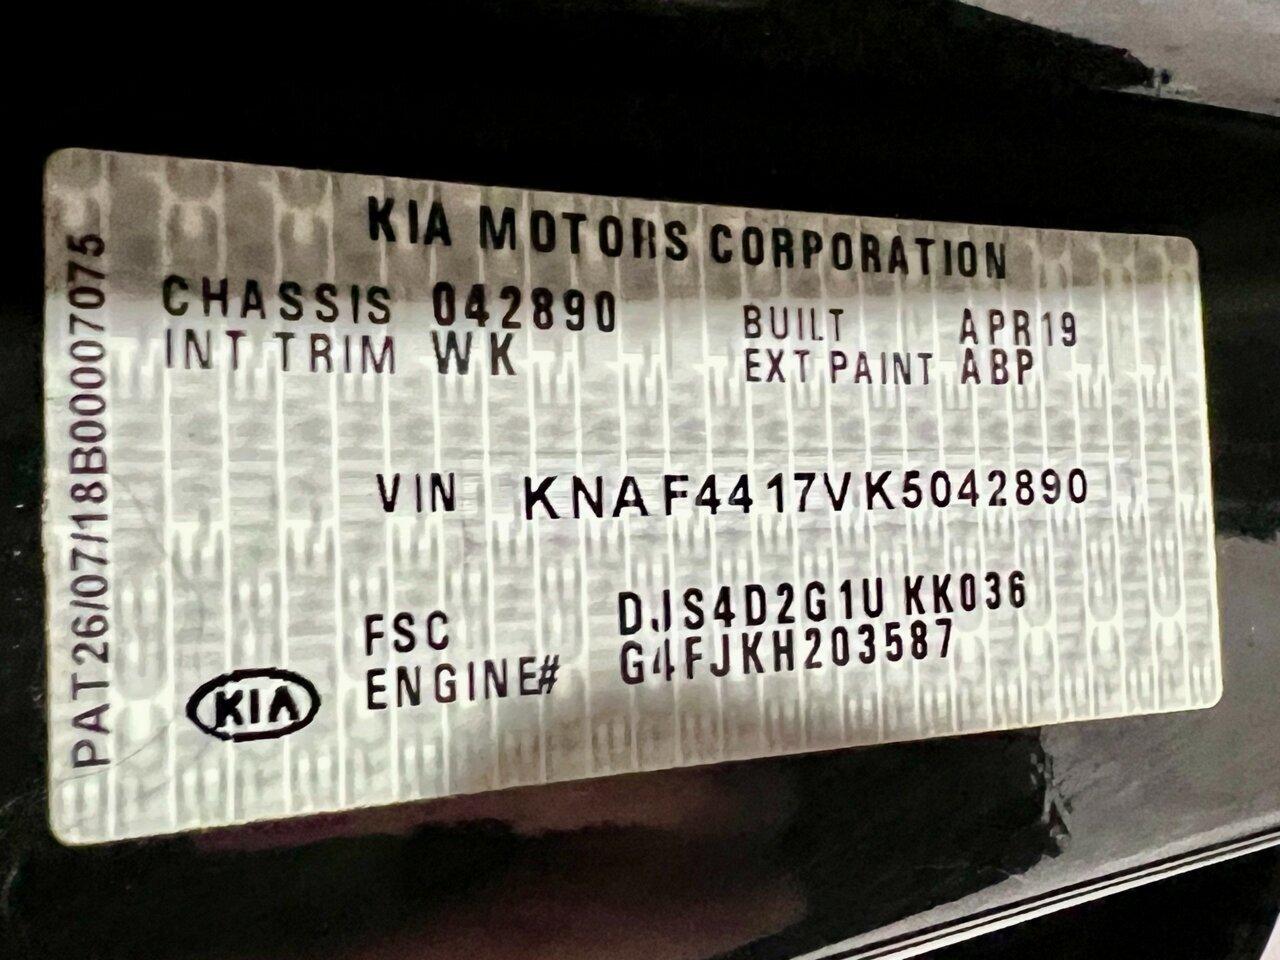 KIA MOTORS CORPORATION
CHASSIS 042890
BUILT APR19
INT TRIM WK
EXT PAINT ABP
VIN KNAF4417VK5042890
FSC DJS4D2G1U KK036
ENGINE# G4FJKH203587
KIA
PAT26/07/18B0007075